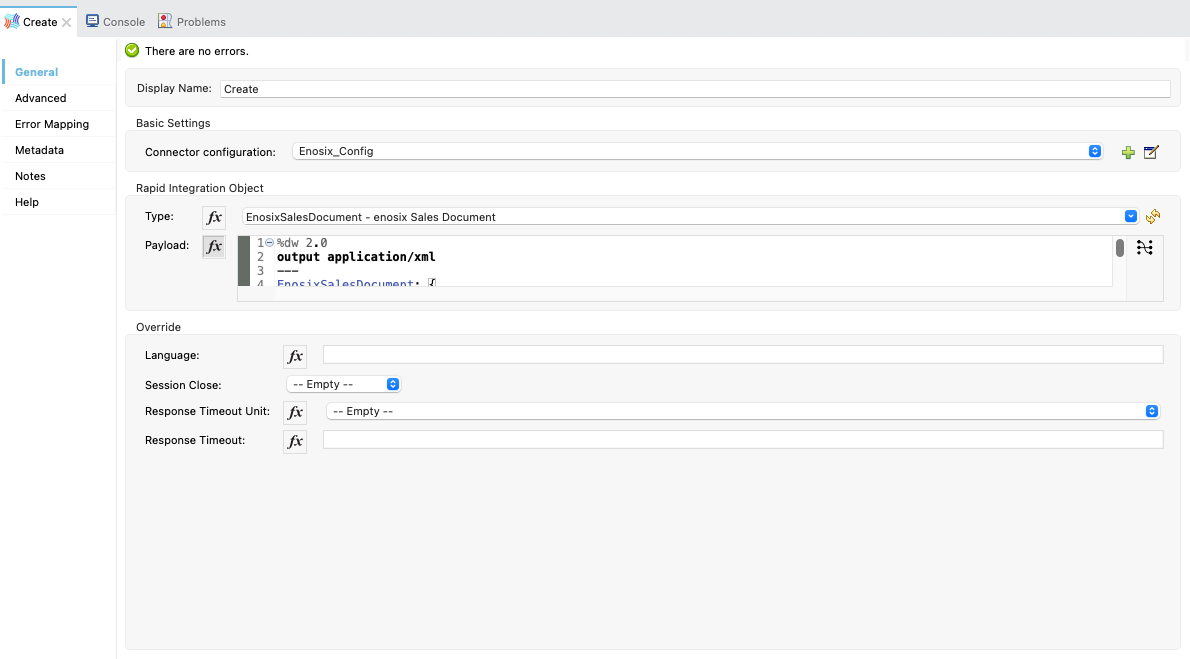 Create Console Problems
There are no errors.
General
Advanced
Error Mapping
Metadata
Notes
Help
Display Name: Create
Basic Settings
Connector configuration: Enosix_Config
Rapid Integration Object
Type: fx EnosixSalesDocument - enosix Sales Document
Payload: fx
1 %dw 2.0
2 output application/xml
3 ---
4 EnosixSalesDocument: {
Override
Language: fx
Session Close: -- Empty --
Response Timeout Unit: fx -- Empty --
Response Timeout: fx